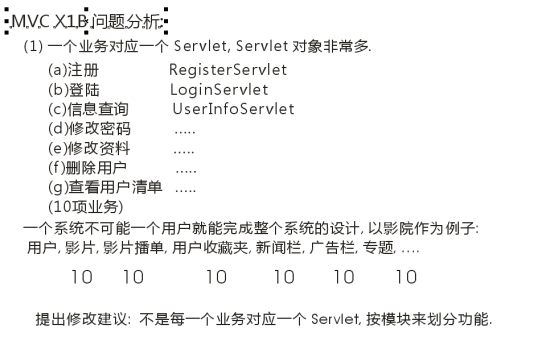 MVC X1B 问题分析:
(1) 一个业务对应一个 Servlet, Servlet 对象非常多.
(a)注册 RegisterServlet
(b)登陆 LoginServlet
(c)信息查询 UserInfoServlet
(d)修改密码 .....
(e)修改资料 .....
(f)删除用户 .....
(g)查看用户清单 .....
(10项业务)
一个系统不可能一个用户就能完成整个系统的设计, 以影院作为例子:
用户, 影片, 影片播单, 用户收藏夹, 新闻栏, 广告栏, 专题, ....
10 10 10 10 10 10
提出修改建议: 不是每一个业务对应一个 Servlet, 按模块来划分功能.